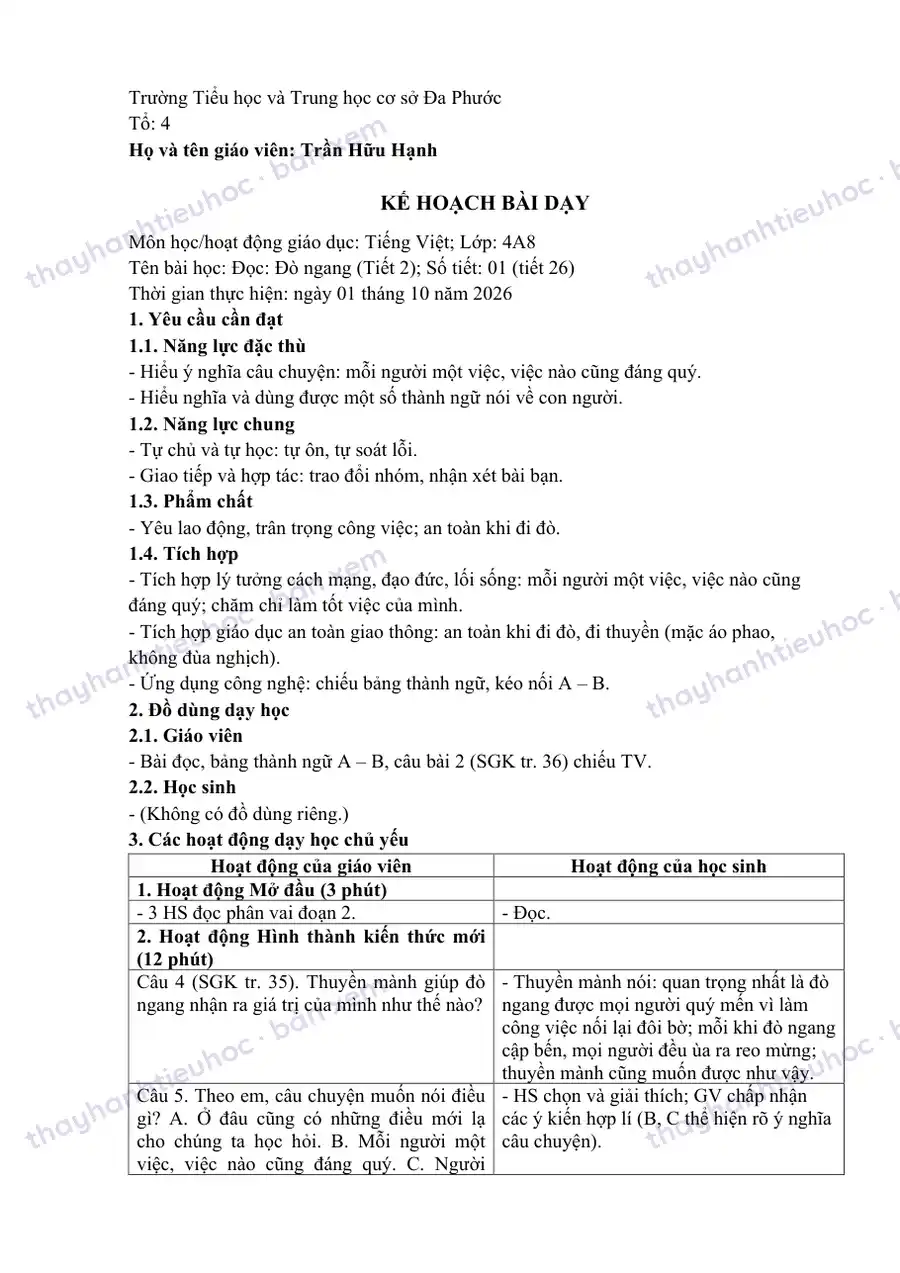 Trường Tiểu học và Trung học cơ sở Đa Phước
Tổ: 4
Họ và tên giáo viên: Trần Hữu Hạnh
KẾ HOẠCH BÀI DẠY
Môn học/hoạt động giáo dục: Tiếng Việt; Lớp: 4A8
Tên bài học: Đọc: Đò ngang (Tiết 2); Số tiết: 01 (tiết 26)
Thời gian thực hiện: ngày 01 tháng 10 năm 2026
1. Yêu cầu cần đạt
1.1. Năng lực đặc thù
- Hiểu ý nghĩa câu chuyện: mỗi người một việc, việc nào cũng đáng quý.
- Hiểu nghĩa và dùng được một số thành ngữ nói về con người.
1.2. Năng lực chung
- Tự chủ và tự học: tự ôn, tự soát lỗi.
- Giao tiếp và hợp tác: trao đổi nhóm, nhận xét bài bạn.
1.3. Phẩm chất
- Yêu lao động, trân trọng công việc; an toàn khi đi đò.
1.4. Tích hợp
- Tích hợp lý tưởng cách mạng, đạo đức, lối sống: mỗi người một việc, việc nào cũng
đáng quý; chăm chỉ làm tốt việc của mình.
- Tích hợp giáo dục an toàn giao thông: an toàn khi đi đò, đi thuyền (mặc áo phao,
không đùa nghịch).
- Ứng dụng công nghệ: chiếu bảng thành ngữ, kéo nối A – B.
2. Đồ dùng dạy học
2.1. Giáo viên
- Bài đọc, bảng thành ngữ A – B, câu bài 2 (SGK tr. 36) chiếu TV.
2.2. Học sinh
- (Không có đồ dùng riêng.)
3. Các hoạt động dạy học chủ yếu
Hoạt động của giáo viên
Hoạt động của học sinh
1. Hoạt động Mở đầu (3 phút)
- 3 HS đọc phân vai đoạn 2.
- Đọc.
2. Hoạt động Hình thành kiến thức mới
(12 phút)
Câu 4 (SGK tr. 35). Thuyền mành giúp đò
ngang nhận ra giá trị của mình như thế nào?
- Thuyền mành nói: quan trọng nhất là đò
ngang được mọi người quý mến vì làm
công việc nối lại đôi bờ; mỗi khi đò ngang
cập bến, mọi người đều ùa ra reo mừng;
thuyền mành cũng muốn được như vậy.
Câu 5. Theo em, câu chuyện muốn nói điều
gì? A. Ở đâu cũng có những điều mới lạ
cho chúng ta học hỏi. B. Mỗi người một
việc, việc nào cũng đáng quý. C. Người
- HS chọn và giải thích; GV chấp nhận
các ý kiến hợp lí (B, C thể hiện rõ ý nghĩa
câu chuyện).
thayhanhtieuhoc · bản xem
thayhanhtieuhoc · b
thayhanhtieuhoc · bản xem
thayhanhtieuhoc · b
thayhanhtieuhoc · bản xem
thayhanhtieuhoc · b